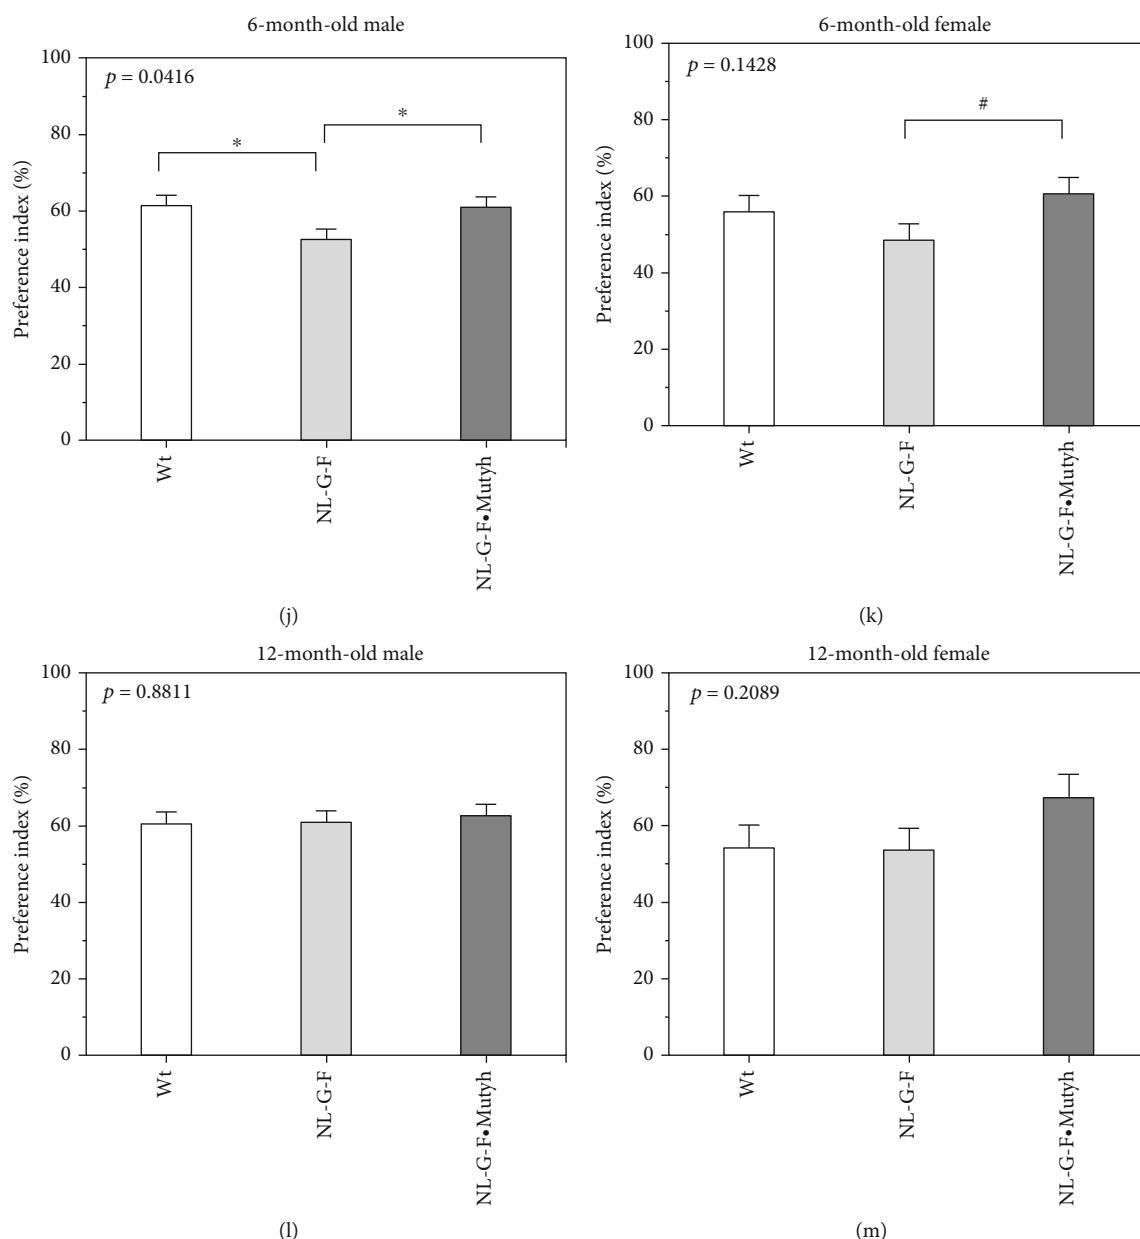 6-month-old male
100
80
60
40
20
0
Preference index (%)
p = 0.0416
*
*
Wt
NL-G-F
NL-G-F•Mutyh
(j)
6-month-old female
100
80
60
40
20
0
Preference index (%)
p = 0.1428
#
Wt
NL-G-F
NL-G-F•Mutyh
(k)
12-month-old male
100
80
60
40
20
0
Preference index (%)
p = 0.8811
Wt
NL-G-F
NL-G-F•Mutyh
(l)
12-month-old female
100
80
60
40
20
0
Preference index (%)
p = 0.2089
Wt
NL-G-F
NL-G-F•Mutyh
(m)